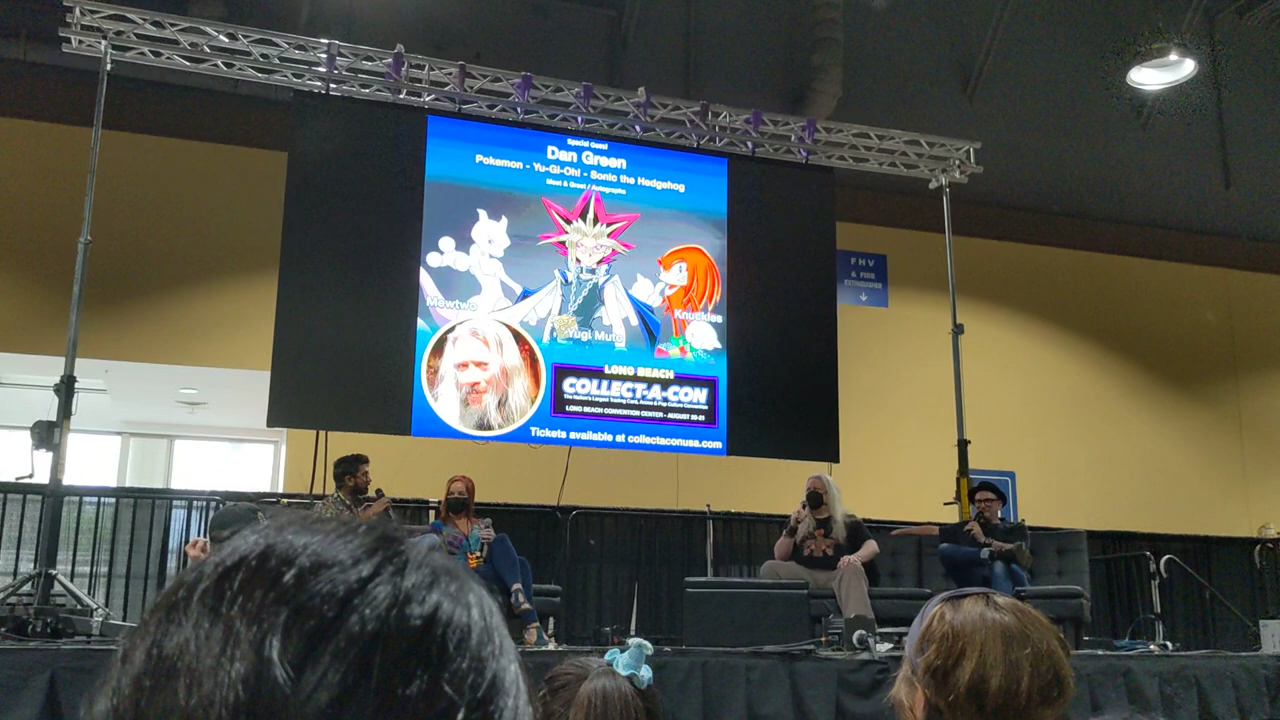 Special Guest
Dan Green
Pokemon - Yu-Gi-Oh! - Sonic the Hedgehog
Meet & Greet / Autographs
Mewtwo
Yugi Muto
Knuckles
LONG BEACH
COLLECT-A-CON
The Nation's Largest Trading Card, Anime & Pop Culture Convention
LONG BEACH CONVENTION CENTER - AUGUST 20-21
Tickets available at collectaconusa.com
F H V
& FIRE
EXTINGUISHER